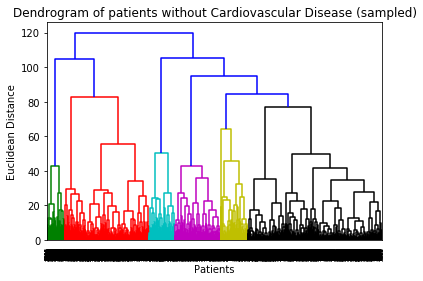 Dendrogram of patients without Cardiovascular Disease (sampled)
120
100
80
60
40
20
0
Euclidean Distance
Patients